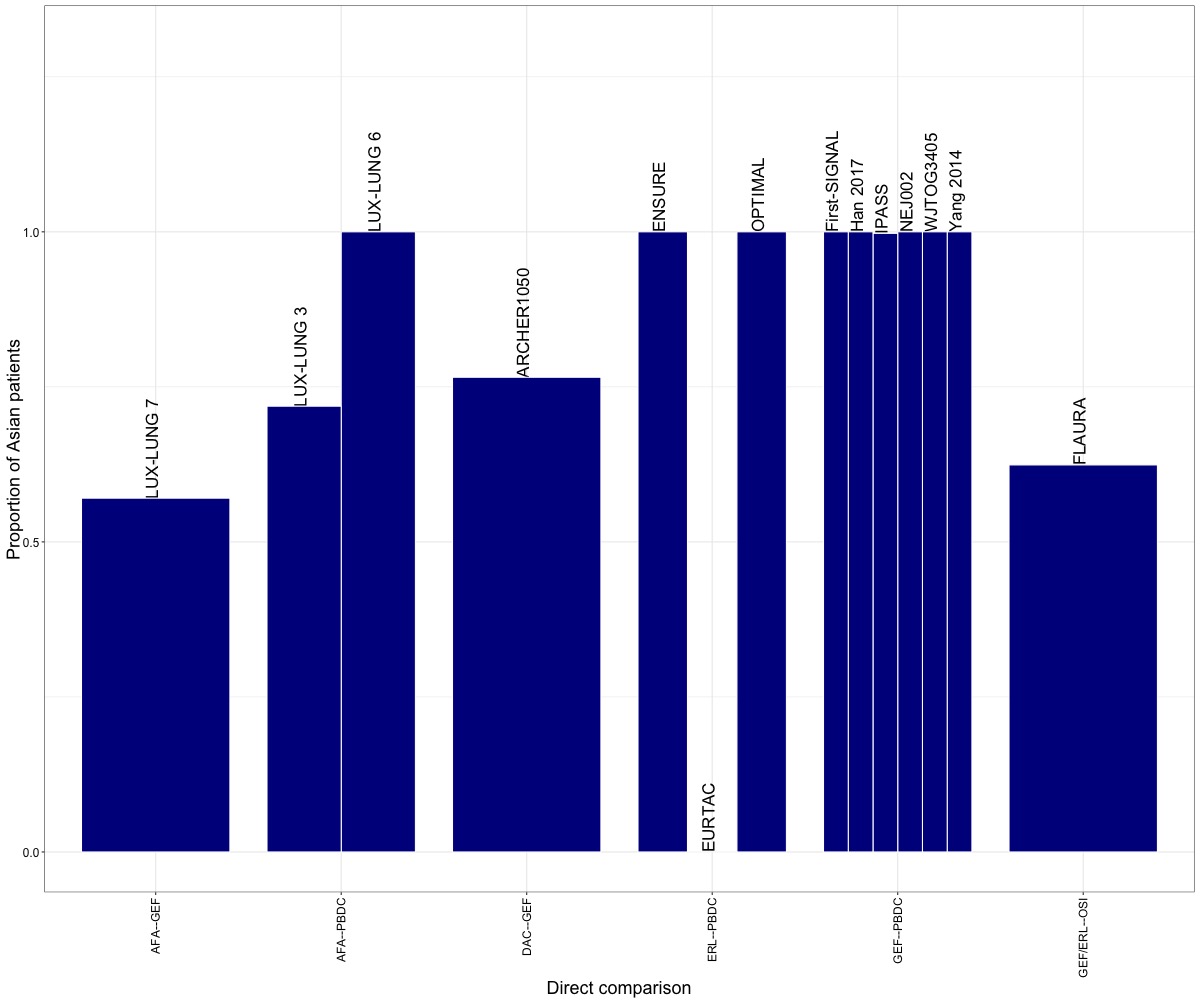 First-SIGNAL
LUX-LUNG 6
WJTOG3405
Yang 2014
OPTIMAL
Han 2017
ENSURE
NEJ002
IPASS
1.0
ARCHER1050
LUX-LUNG 3
LUX-LUNG 7
FLAURA
Proportion of Asian patients
0.5
EURTAC
0.0
AFA--GEF
AFA--PBDC
DAC--GEF
ERL--PBDC
GEF--PBDC
GEF/ERL--OSI
Direct comparison